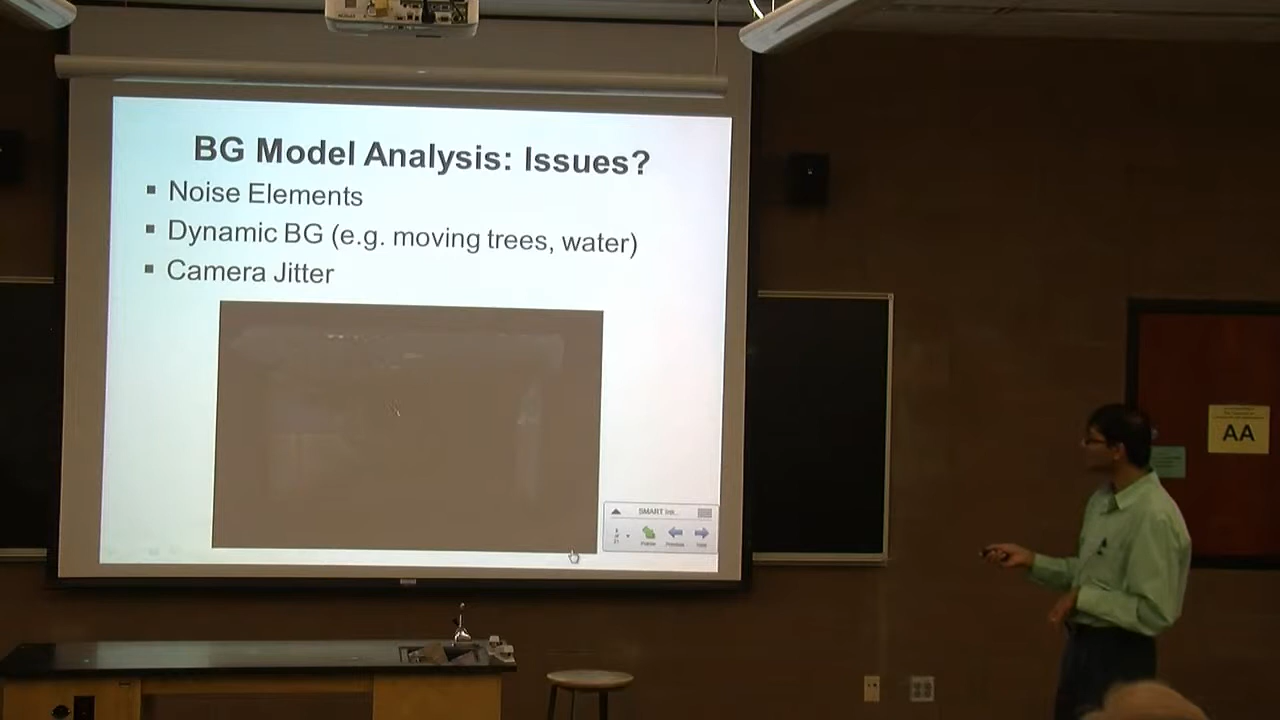 BG Model Analysis: Issues?
▪ Noise Elements
▪ Dynamic BG (e.g. moving trees, water)
▪ Camera Jitter
SMART Ink
AA